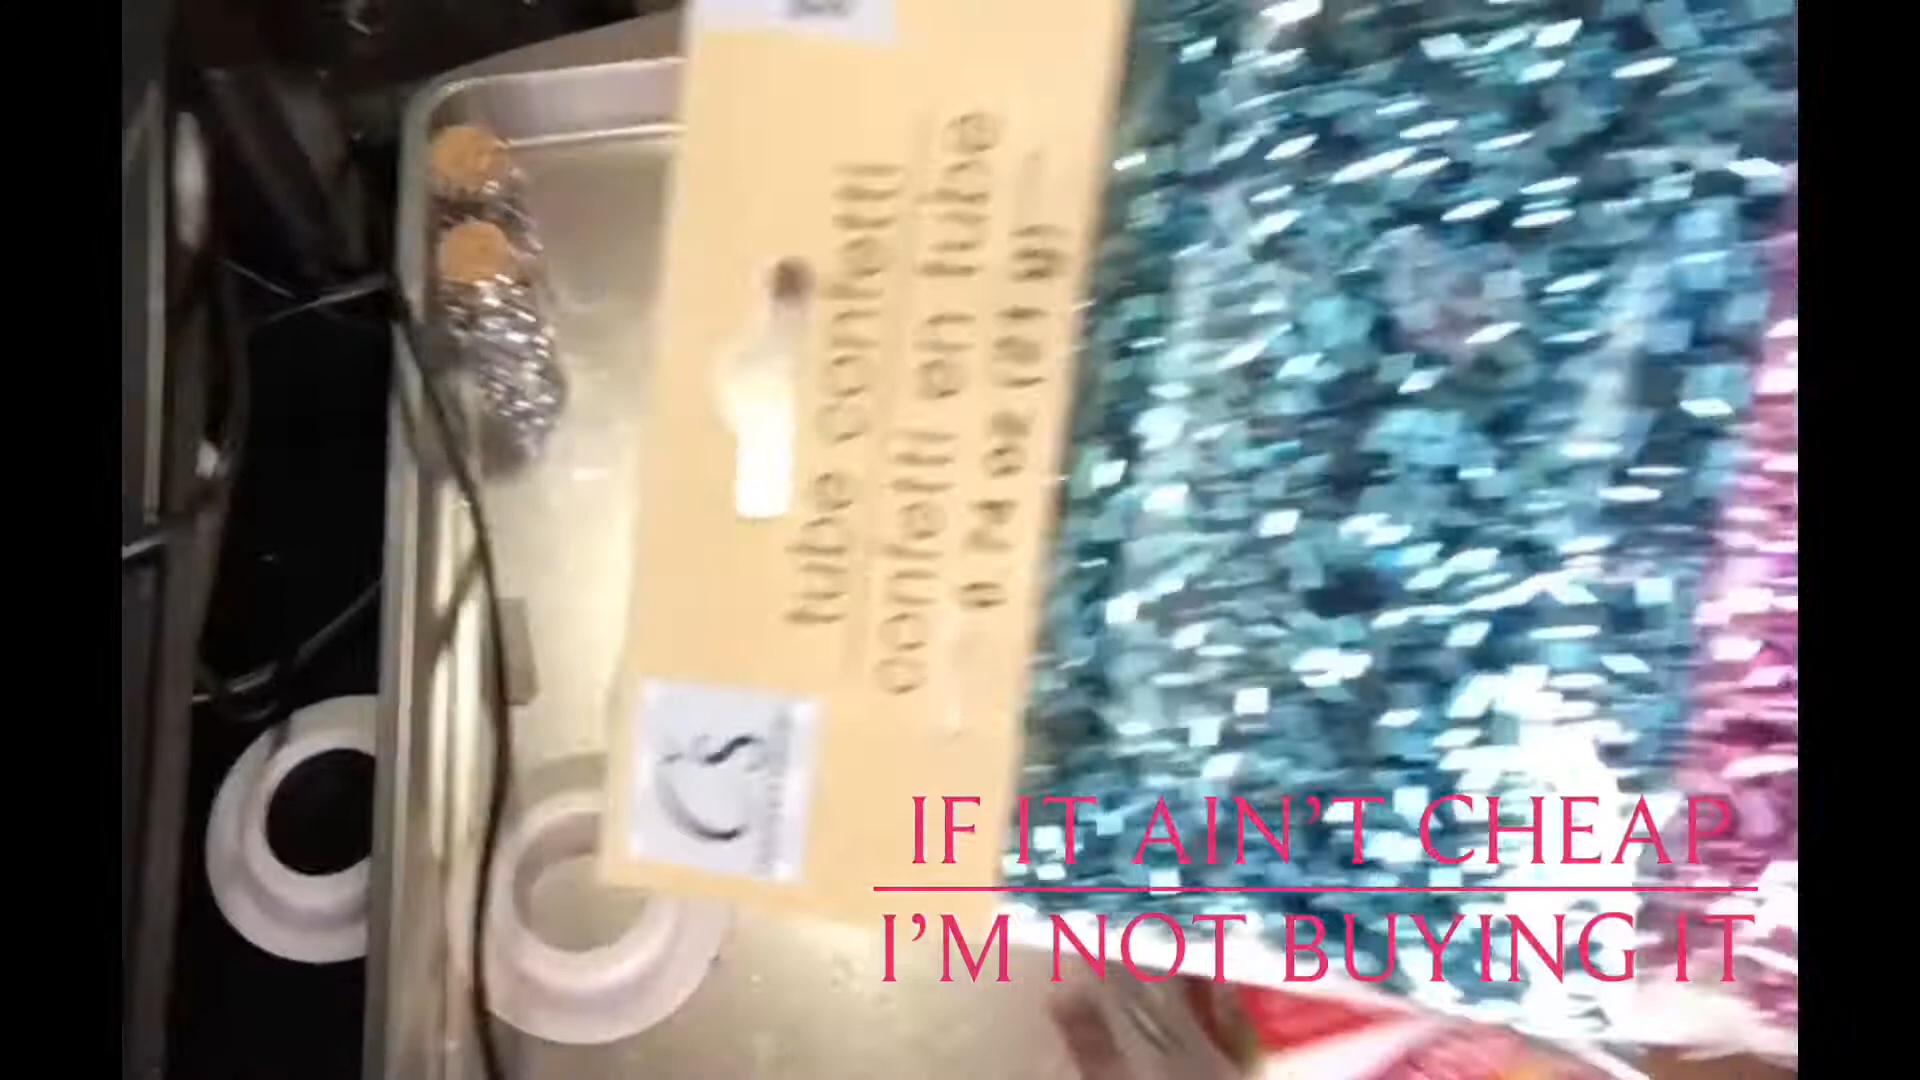 tube confetti
confetti en tube
IF IT AIN'T CHEAP
I'M NOT BUYING IT